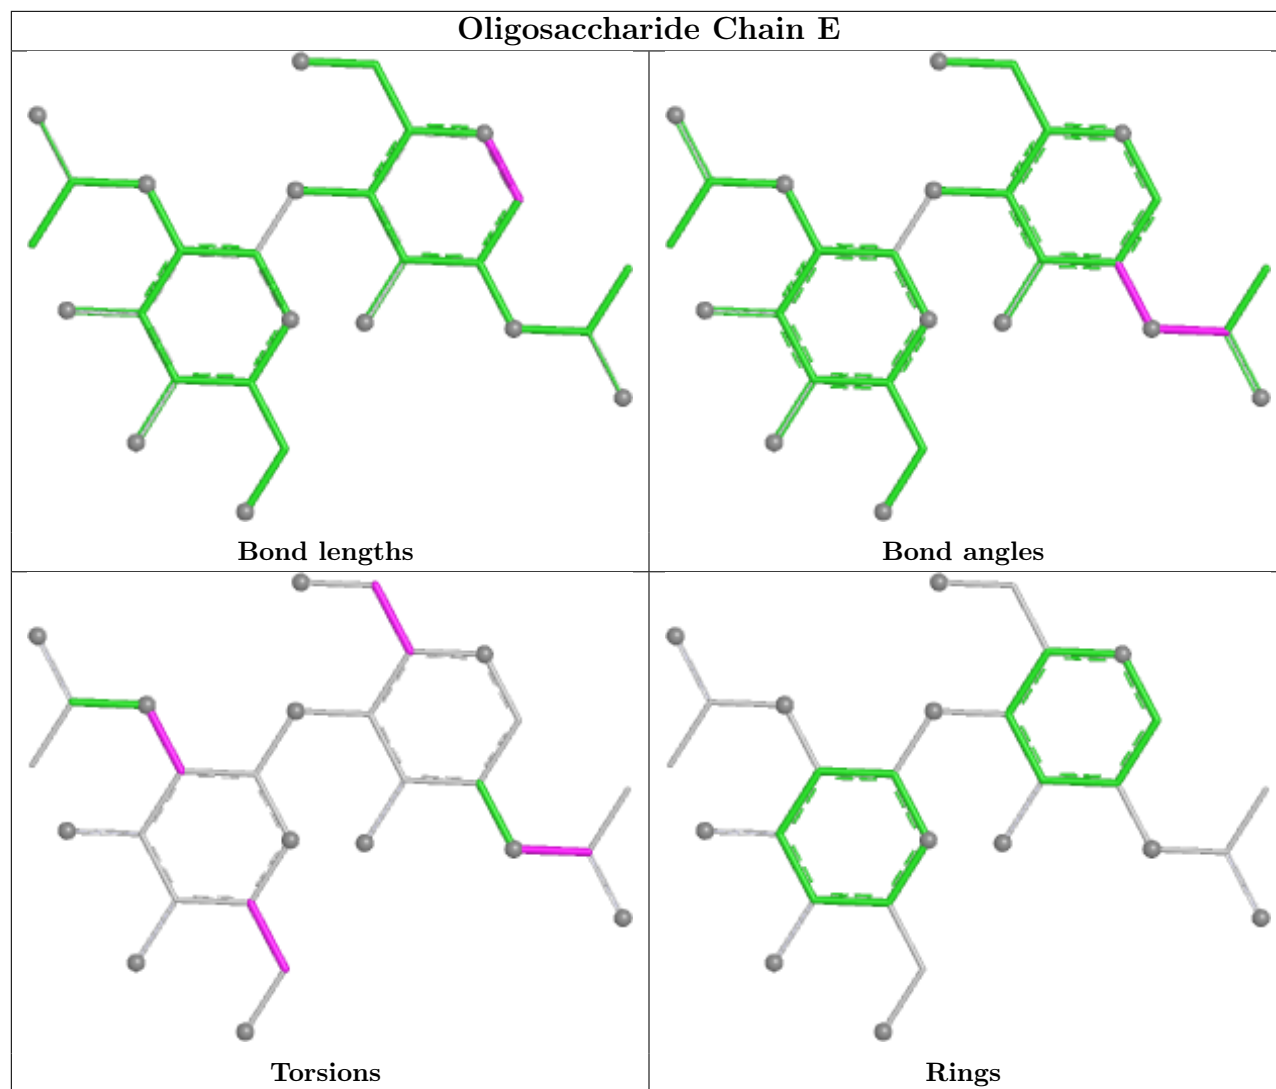 Oligosaccharide Chain E
Bond lengths
Bond angles
Torsions
Rings